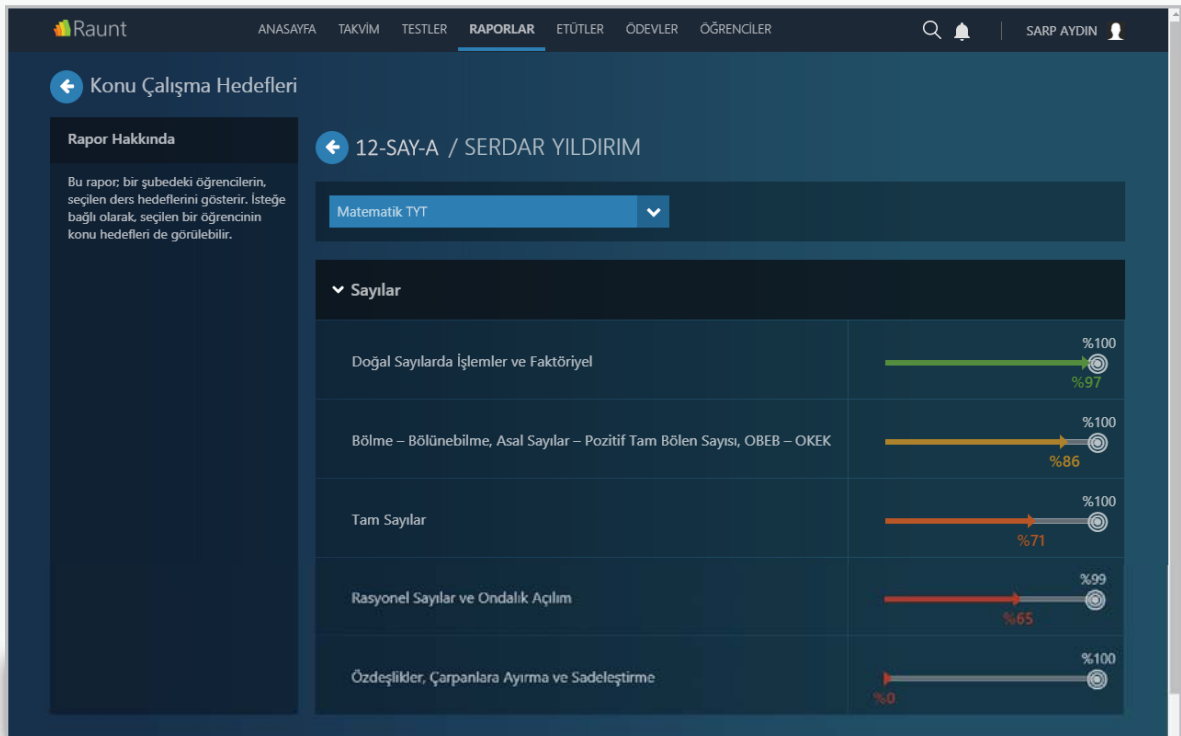 Raunt
ANASAYFA TAKVİM TESTLER RAPORLAR ETÜTLER ÖDEVLER ÖĞRENCİLER
SARP AYDIN
Konu Çalışma Hedefleri
Rapor Hakkında
Bu rapor; bir şubedeki öğrencilerin,
seçilen ders hedeflerini gösterir. İsteğe
bağlı olarak, seçilen bir öğrencinin
konu hedefleri de görülebilir.
12-SAY-A / SERDAR YILDIRIM
Matematik TYT
Sayılar
Doğal Sayılarda İşlemler ve Faktöriyel
%100
%97
Bölme – Bölünebilme, Asal Sayılar – Pozitif Tam Bölen Sayısı, OBEB – OKEK
%100
%86
Tam Sayılar
%100
%71
Rasyonel Sayılar ve Ondalık Açılım
%99
%65
Özdeşlikler, Çarpanlara Ayırma ve Sadeleştirme
%100
%0